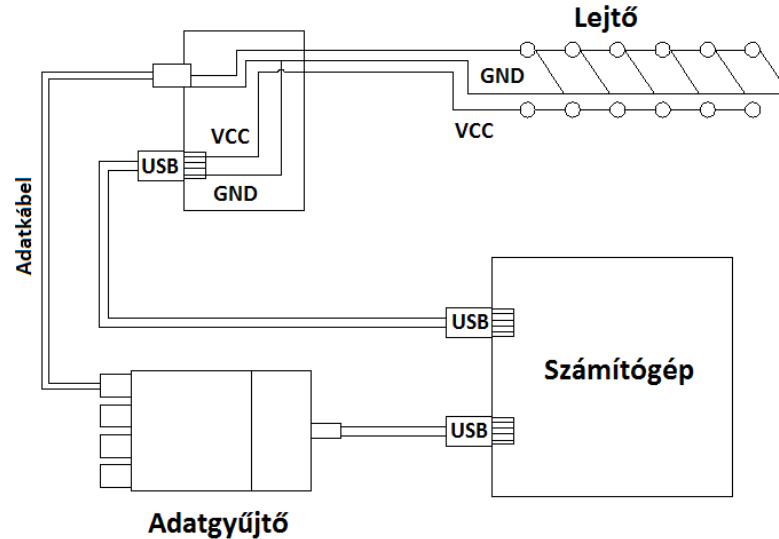 Lejtő
GND
VCC
VCC
USB
GND
Adatkábel
USB
Számítógép
USB
Adatgyűjtő